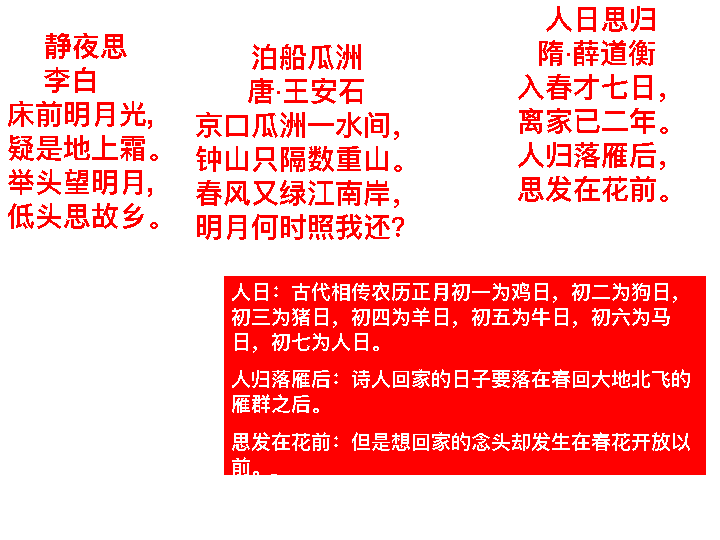 静夜思
李白
床前明月光,
疑是地上霜。
举头望明月,
低头思故乡。
泊船瓜洲
唐·王安石
京口瓜洲一水间，
钟山只隔数重山。
春风又绿江南岸，
明月何时照我还?
人日思归
隋·薛道衡
入春才七日，
离家已二年。
人归落雁后，
思发在花前。
人日：古代相传农历正月初一为鸡日，初二为狗日，
初三为猪日，初四为羊日，初五为牛日，初六为马
日，初七为人日。
人归落雁后：诗人回家的日子要落在春回大地北飞的
雁群之后。
思发在花前：但是想回家的念头却发生在春花开放以
前。。